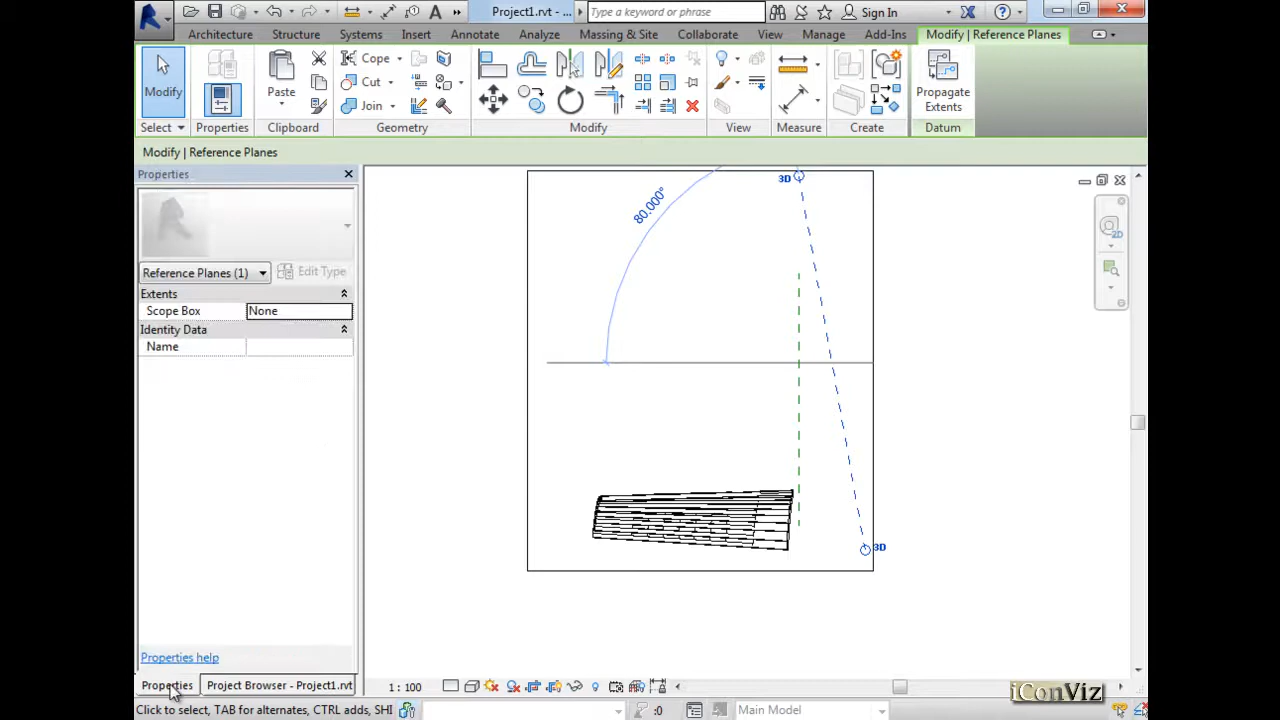 Project1.rvt - ...
Type a keyword or phrase
Sign In
Architecture Structure Systems Insert Annotate Analyze Massing & Site Collaborate View Manage Add-Ins Modify | Reference Planes
Modify Paste Cope Cut Join Propagate Extents
Select Properties Clipboard Geometry Modify View Measure Create Datum
Modify | Reference Planes
Properties
Reference Planes (1) Edit Type
Extents
Scope Box None
Identity Data
Name
Properties help
Properties Project Browser - Project1.rvt
3D
80.000°
3D
2D
1 : 100
iConViz
Click to select, TAB for alternates, CTRL adds, SHI
:0 Main Model